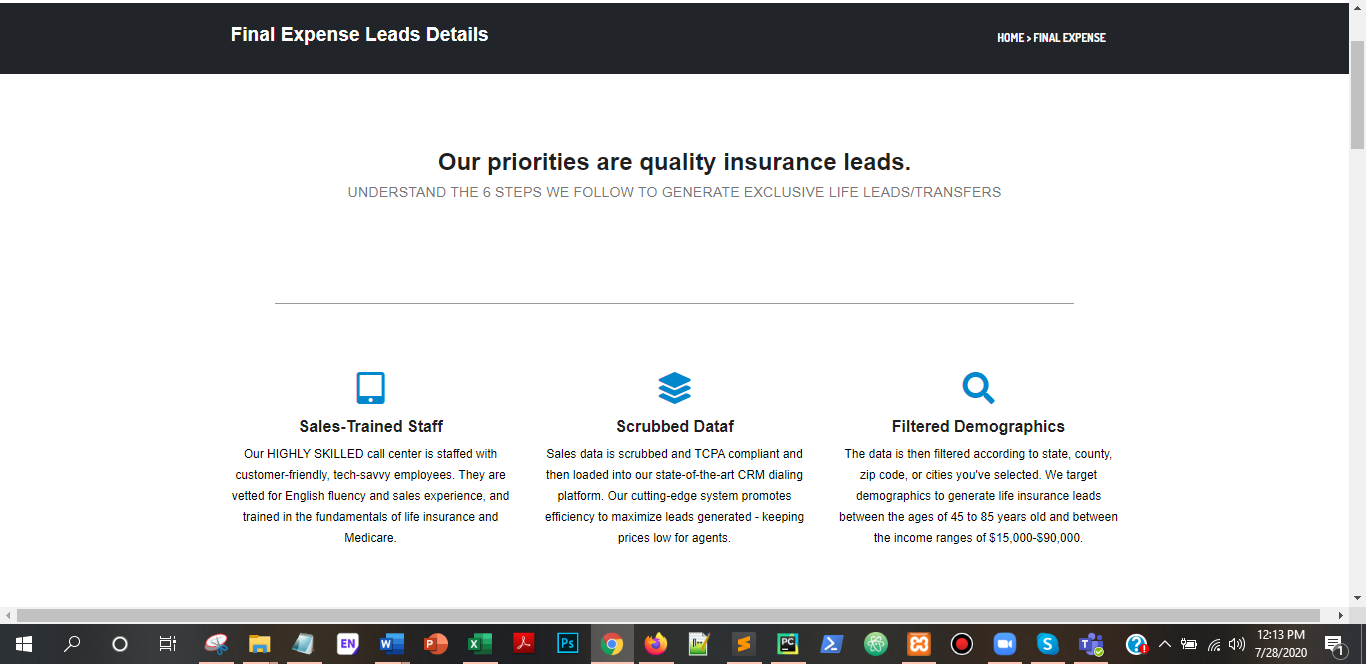 Final Expense Leads Details
HOME > FINAL EXPENSE
Our priorities are quality insurance leads.
UNDERSTAND THE 6 STEPS WE FOLLOW TO GENERATE EXCLUSIVE LIFE LEADS/TRANSFERS
Sales-Trained Staff
Our HIGHLY SKILLED call center is staffed with
customer-friendly, tech-savvy employees. They are
vetted for English fluency and sales experience, and
trained in the fundamentals of life insurance and
Medicare.
Scrubbed Dataf
Sales data is scrubbed and TCPA compliant and
then loaded into our state-of-the-art CRM dialing
platform. Our cutting-edge system promotes
efficiency to maximize leads generated - keeping
prices low for agents.
Filtered Demographics
The data is then filtered according to state, county,
zip code, or cities you've selected. We target
demographics to generate life insurance leads
between the ages of 45 to 85 years old and between
the income ranges of $15,000-$90,000.
EN
W
P
X
Ps
PC
S
T
12:13 PM
7/28/2020
1